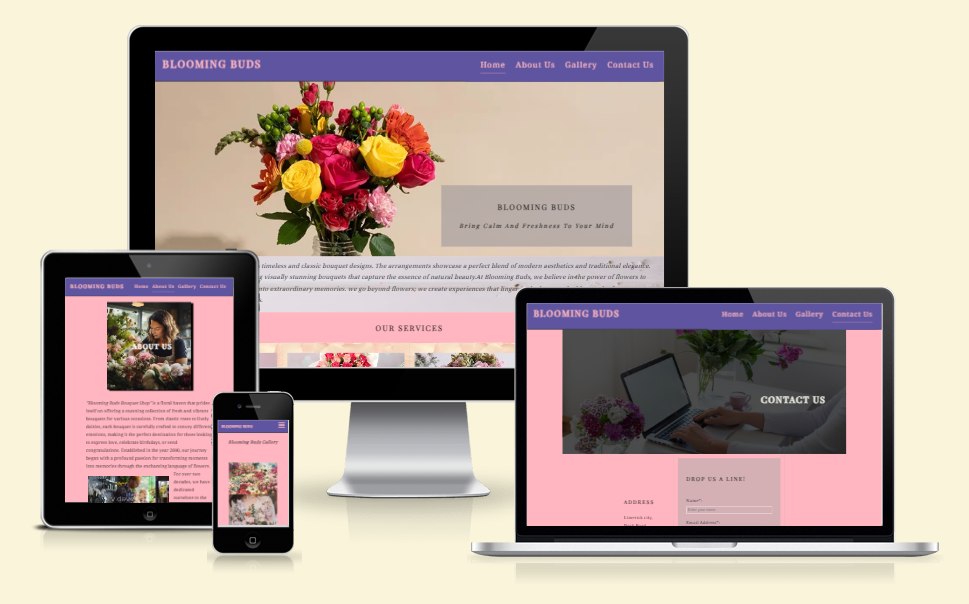 BLOOMING BUDS
Home About Us Gallery Contact Us
BLOOMING BUDS
Bring Calm And Freshness To Your Mind
timeless and classic bouquet designs. The arrangements showcase a perfect blend of modern aesthetics and traditional elegance.
visually stunning bouquets that capture the essence of natural beauty.At Blooming Buds, we believe in the power of flowers to
into extraordinary memories. we go beyond flowers; we create experiences that
OUR SERVICES
BLOOMING BUDS
Home About Us Gallery Contact Us
ABOUT US
"Blooming Buds Bouquet Shop" is a floral haven that prides
itself on offering a stunning collection of fresh and vibrant
bouquets for various occasions. From classic roses to lively
daisies, each bouquet is carefully crafted to convey different
emotions, making it the perfect destination for those looking
to express love, celebrate birthdays, or send
congratulations. Established in the year 2000, our journey
began with a profound passion for transforming moments
into memories through the enchanting language of flowers.
For over two
decades, we have
dedicated
ourselves to the
BLOOMING BUDS
Blooming Buds Gallery
BLOOMING BUDS
Home About Us Gallery Contact Us
CONTACT US
DROP US A LINE!
ADDRESS
Name*:
Enter your name
Limerick city,
Email Address*: